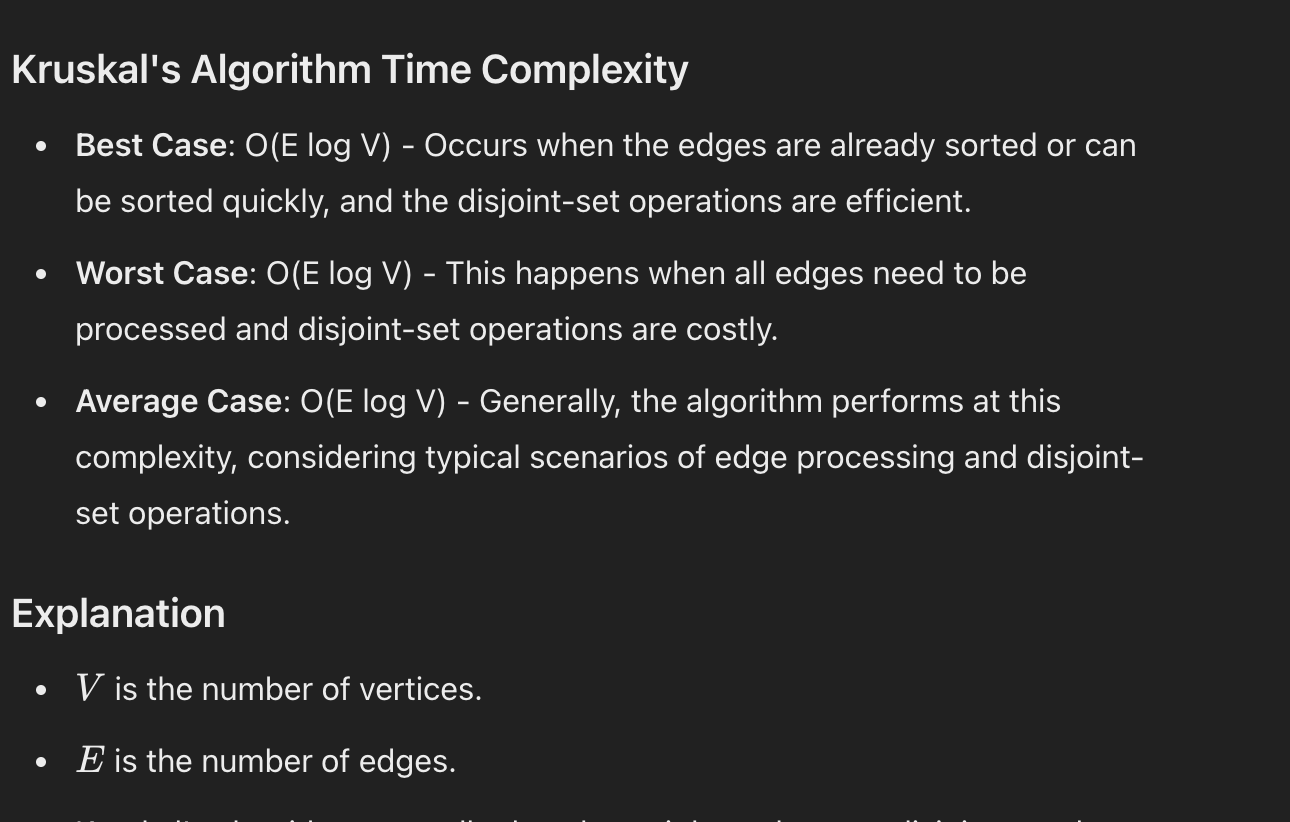 Kruskal's Algorithm Time Complexity
• Best Case: O(E log V) - Occurs when the edges are already sorted or can
be sorted quickly, and the disjoint-set operations are efficient.
• Worst Case: O(E log V) - This happens when all edges need to be
processed and disjoint-set operations are costly.
• Average Case: O(E log V) - Generally, the algorithm performs at this
complexity, considering typical scenarios of edge processing and disjoint-
set operations.
Explanation
• V is the number of vertices.
• E is the number of edges.